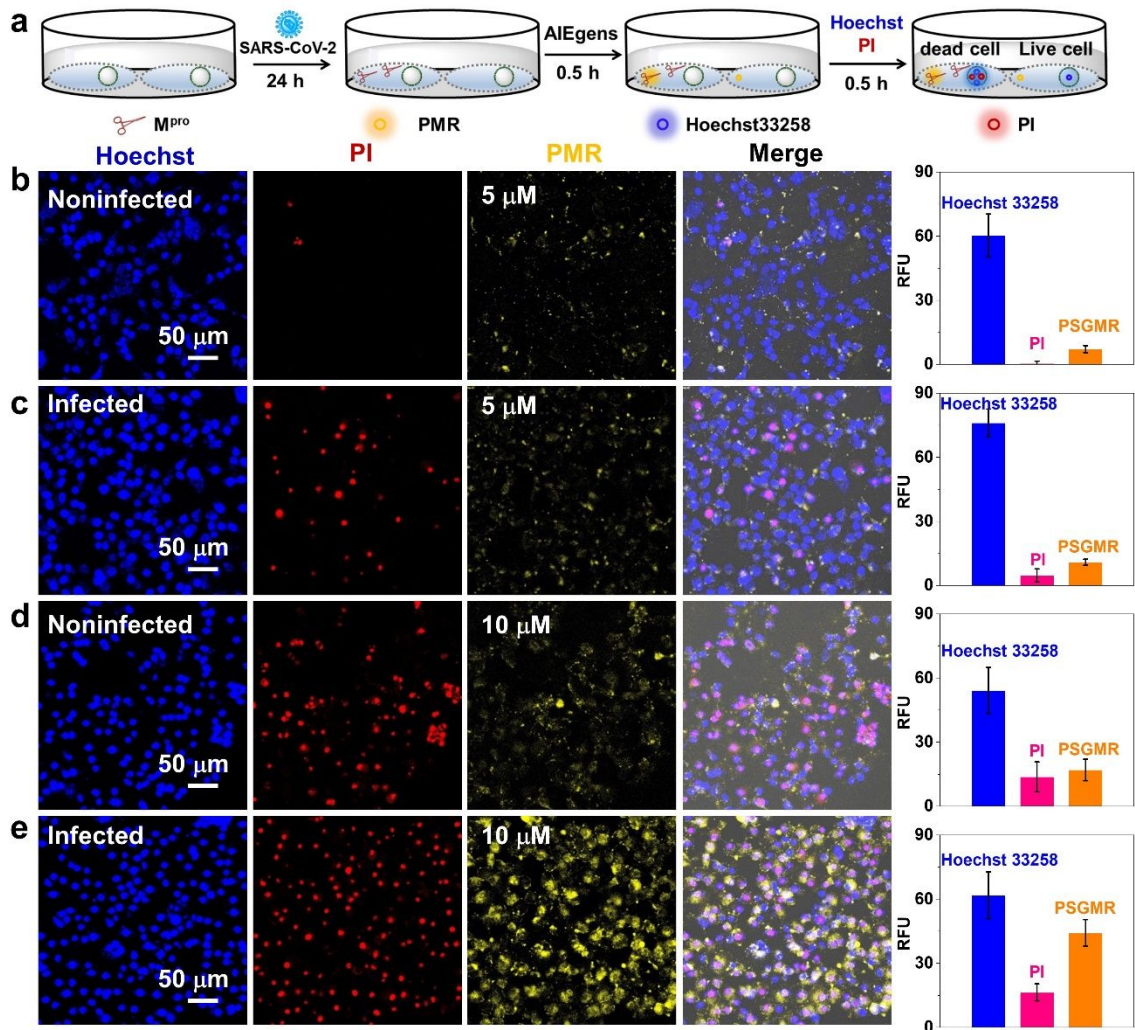 a
SARS-CoV-2
24 h
AIEgens
0.5 h
Hoechst
PI
0.5 h
dead cell
Live cell
Mpro
PMR
Hoechst33258
PI
Hoechst
PI
PMR
Merge
b
Noninfected
50 µm
5 µM
90
60
30
0
RFU
Hoechst 33258
PI
PSGMR
c
Infected
50 µm
5 µM
90
60
30
0
RFU
Hoechst 33258
PI
PSGMR
d
Noninfected
50 µm
10 µM
90
60
30
0
RFU
Hoechst 33258
PI
PSGMR
e
Infected
50 µm
10 µM
90
60
30
0
RFU
Hoechst 33258
PI
PSGMR